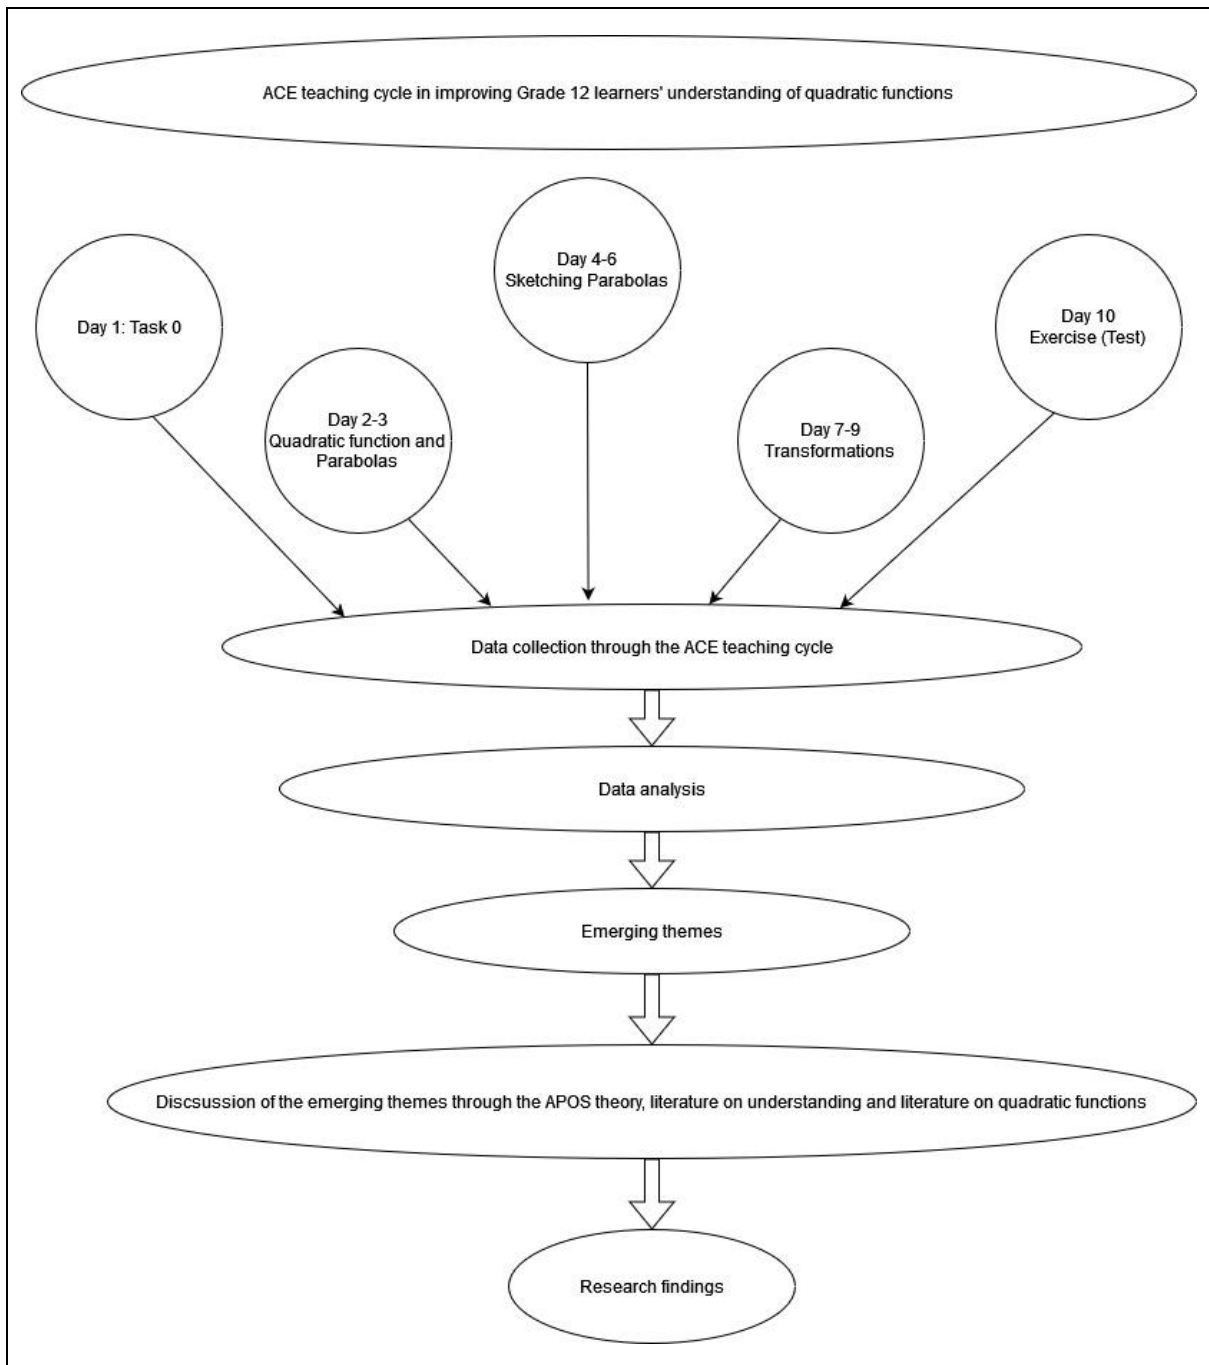 ACE teaching cycle in improving Grade 12 learners' understanding of quadratic functions
Day 1: Task 0
Day 2-3
Quadratic function and
Parabolas
Day 4-6
Sketching Parabolas
Day 7-9
Transformations
Day 10
Exercise (Test)
Data collection through the ACE teaching cycle
Data analysis
Emerging themes
Discsussion of the emerging themes through the APOS theory, literature on understanding and literature on quadratic functions
Research findings